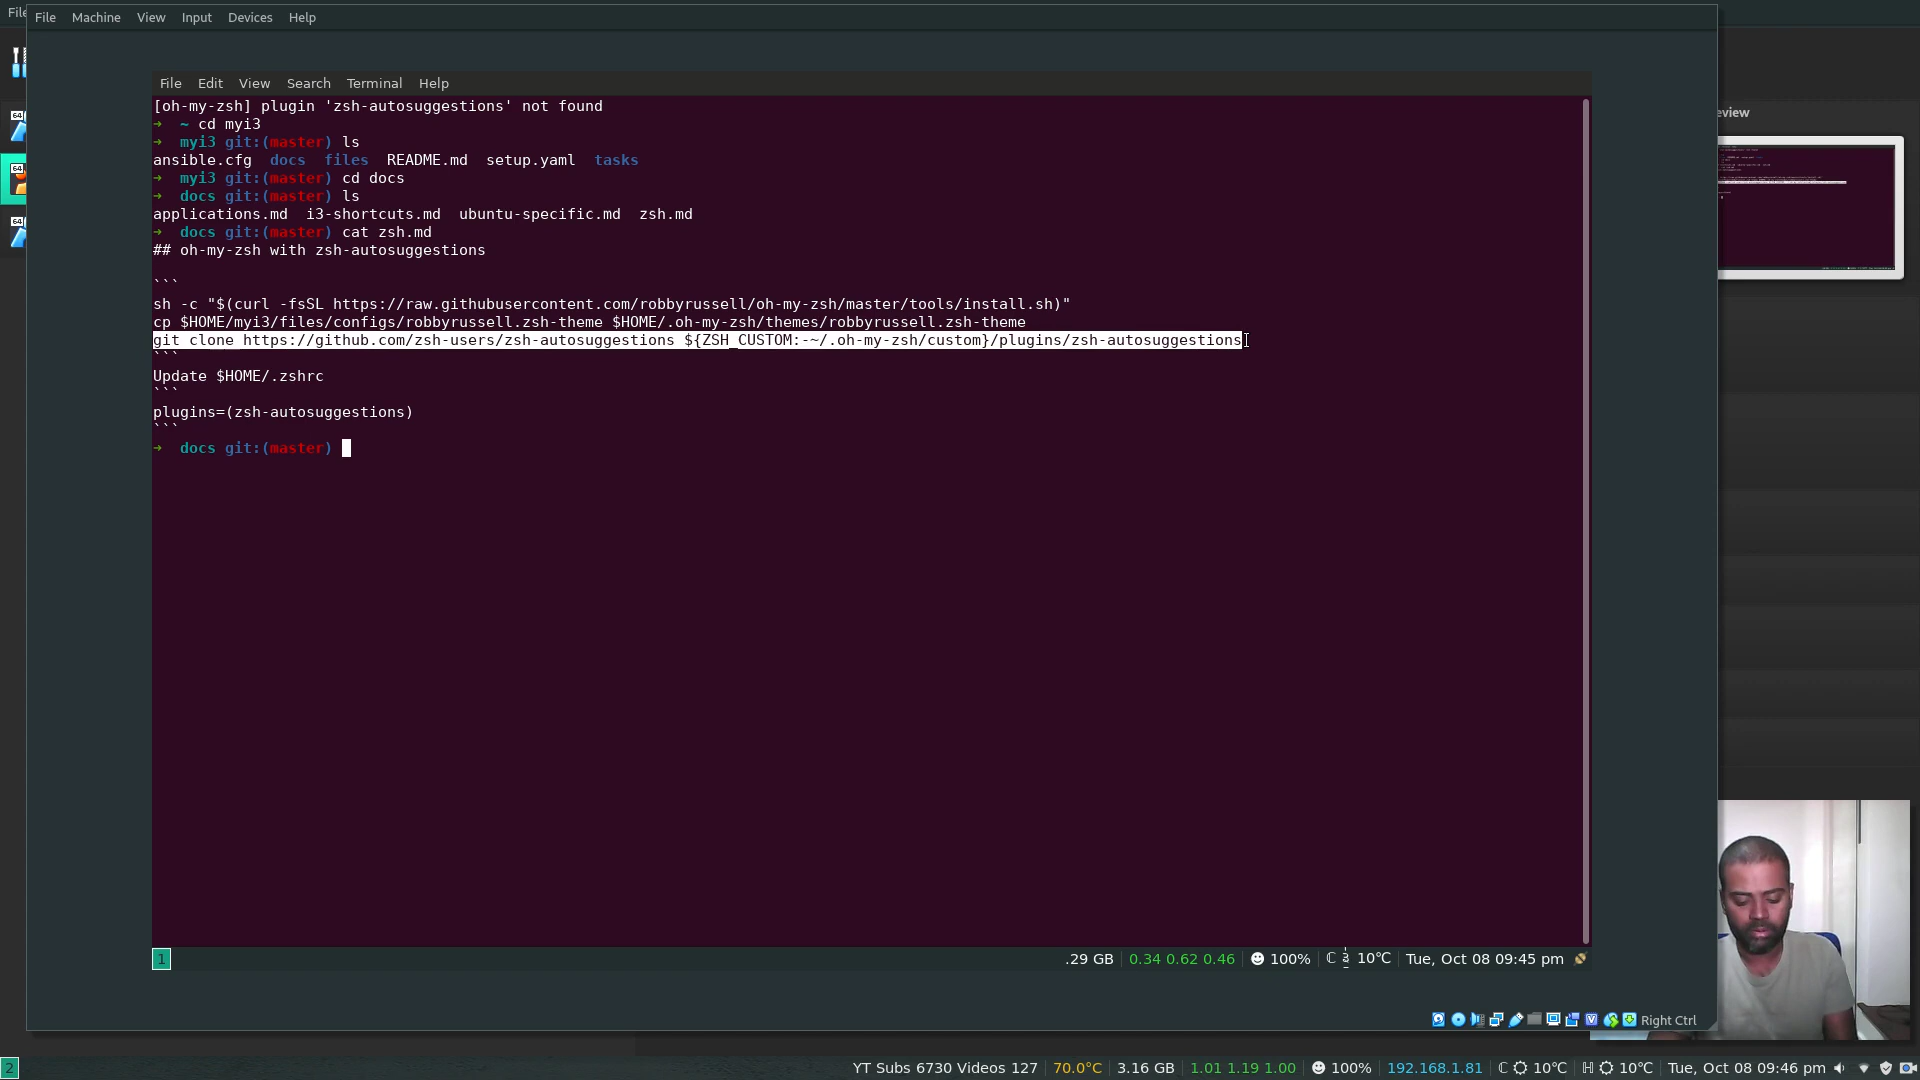 File
File Machine View Input Devices Help
File Edit View Search Terminal Help
[oh-my-zsh] plugin 'zsh-autosuggestions' not found
➜ ~ cd myi3
➜ myi3 git:(master) ls
ansible.cfg docs files README.md setup.yaml tasks
➜ myi3 git:(master) cd docs
➜ docs git:(master) ls
applications.md i3-shortcuts.md ubuntu-specific.md zsh.md
➜ docs git:(master) cat zsh.md
## oh-my-zsh with zsh-autosuggestions
```
sh -c "$(curl -fsSL https://raw.githubusercontent.com/robbyrussell/oh-my-zsh/master/tools/install.sh)"
cp $HOME/myi3/files/configs/robbyrussell.zsh-theme $HOME/.oh-my-zsh/themes/robbyrussell.zsh-theme
git clone https://github.com/zsh-users/zsh-autosuggestions ${ZSH_CUSTOM:-~/.oh-my-zsh/custom}/plugins/zsh-autosuggestions
```
Update $HOME/.zshrc
```
plugins=(zsh-autosuggestions)
```
➜ docs git:(master)
64
64
64
eview
1
.29 GB 0.34 0.62 0.46 100% ℂ 10℃ Tue, Oct 08 09:45 pm
Right Ctrl
2
YT Subs 6730 Videos 127 70.0°C 3.16 GB 1.01 1.19 1.00 100% 192.168.1.81 ℂ 10℃ ℍ 10℃ Tue, Oct 08 09:46 pm